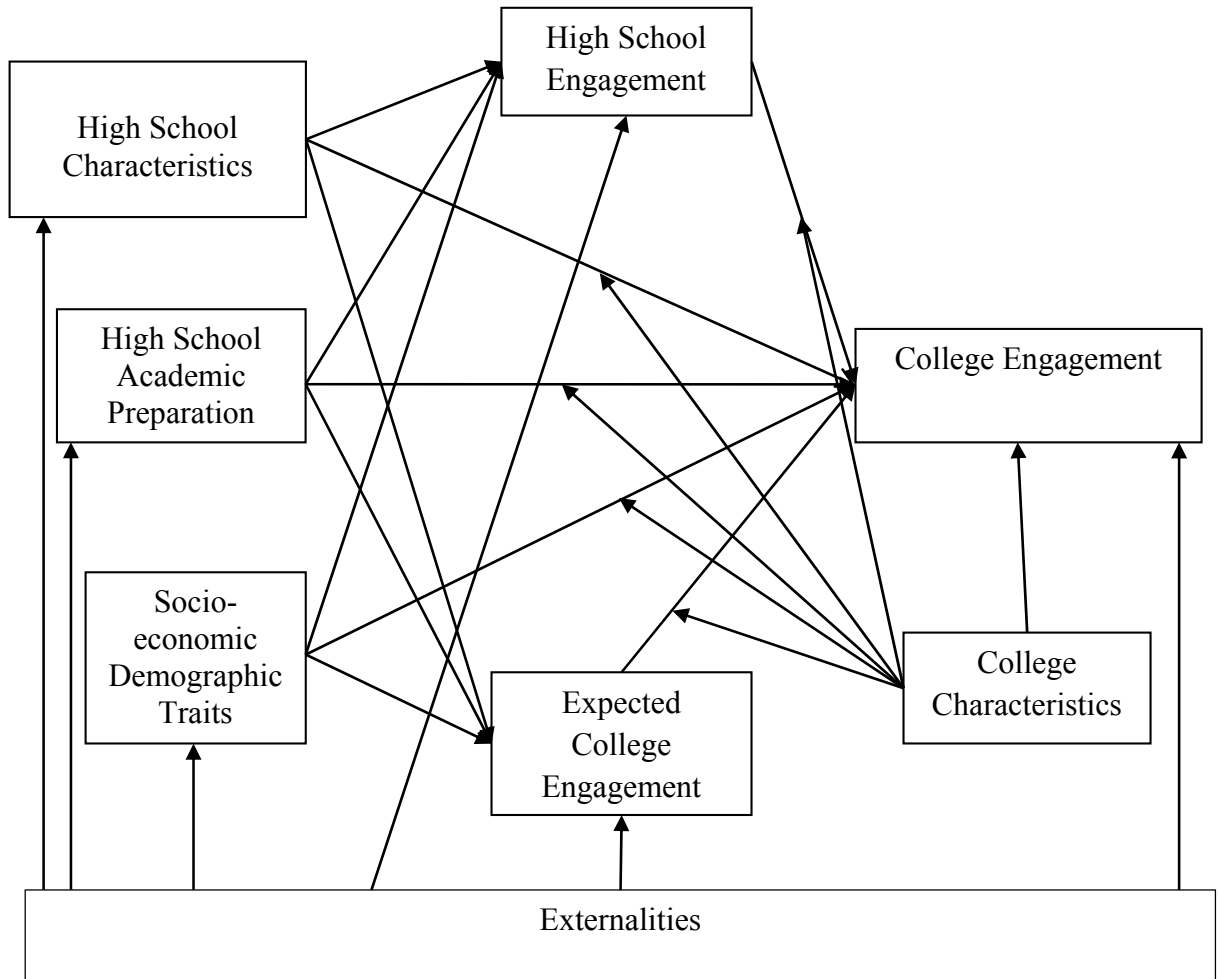 High School
Engagement
High School
Characteristics
High School
Academic
Preparation
College Engagement
Socio-
economic
Demographic
Traits
Expected
College
Engagement
College
Characteristics
Externalities